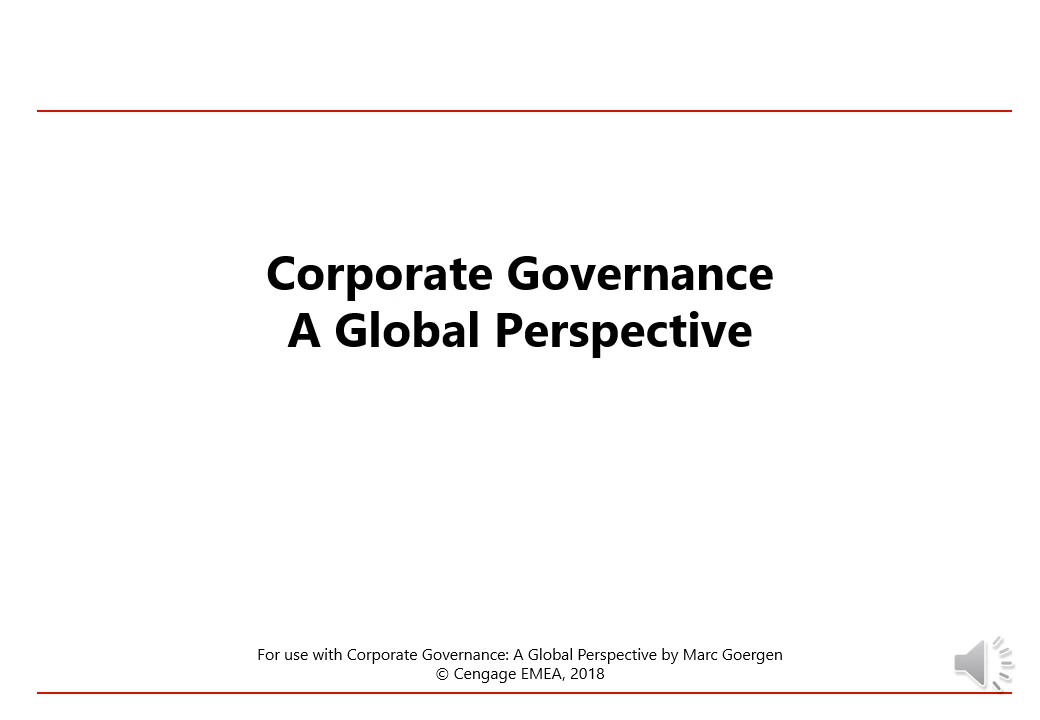 Corporate Governance
A Global Perspective
For use with Corporate Governance: A Global Perspective by Marc Goergen
© Cengage EMEA, 2018